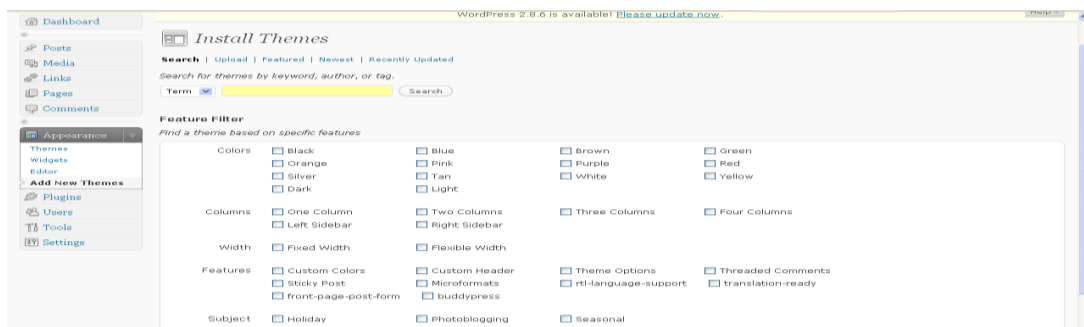 WordPress 2.8.6 is available! Please update now.
Help
Dashboard
Posts
Media
Links
Pages
Comments
Appearance
Themes
Widgets
Editor
Add New Themes
Plugins
Users
Tools
Settings
Install Themes
Search | Upload | Featured | Newest | Recently Updated
Search for themes by keyword, author, or tag.
Term Search
Feature Filter
Find a theme based on specific features
Colors Black Blue Brown Green
Orange Pink Purple Red
Silver Tan White Yellow
Dark Light
Columns One Column Two Columns Three Columns Four Columns
Left Sidebar Right Sidebar
Width Fixed Width Flexible Width
Features Custom Colors Custom Header Theme Options Threaded Comments
Sticky Post Microformats rtl-language-support translation-ready
front-page-post-form buddypress
Subject Holiday Photoblogging Seasonal